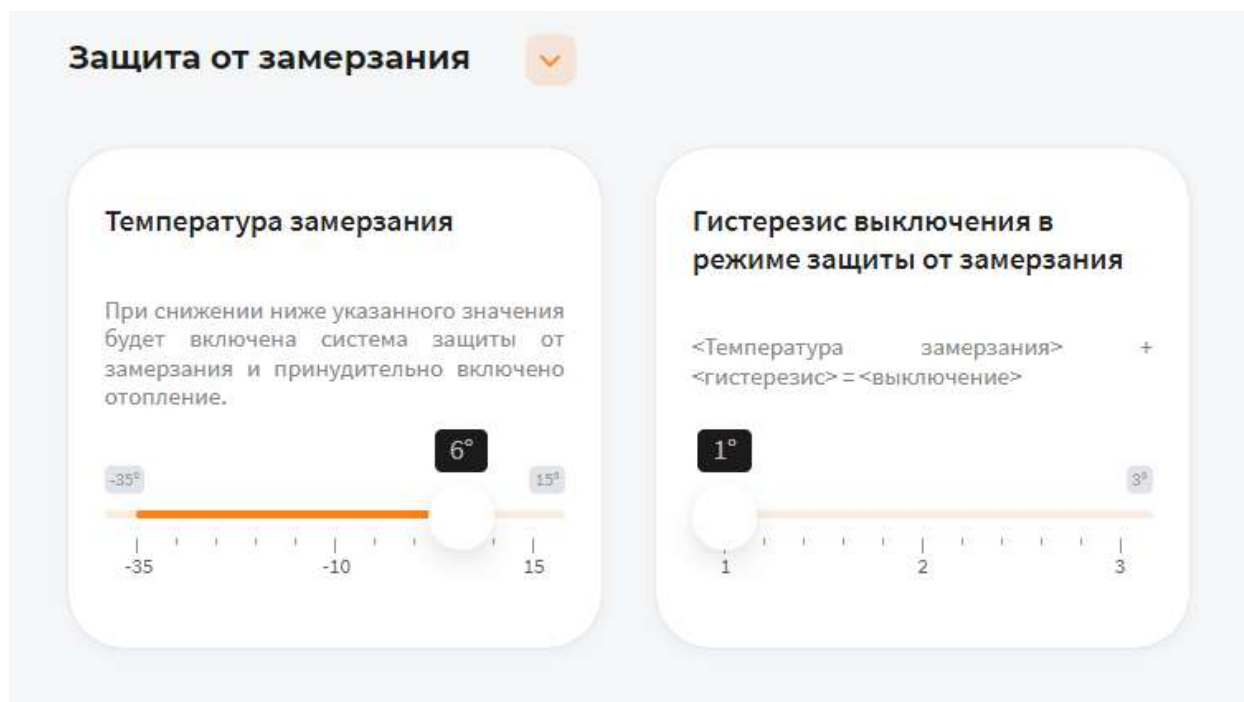 Защита от замерзания
Температура замерзания
При снижении ниже указанного значения
будет включена система защиты от
замерзания и принудительно включено
отопление.
6°
-35°
15°
-35
-10
15
Гистерезис выключения в
режиме защиты от замерзания
<Температура замерзания> +
<гистерезис> = <выключение>
1°
3°
1
2
3